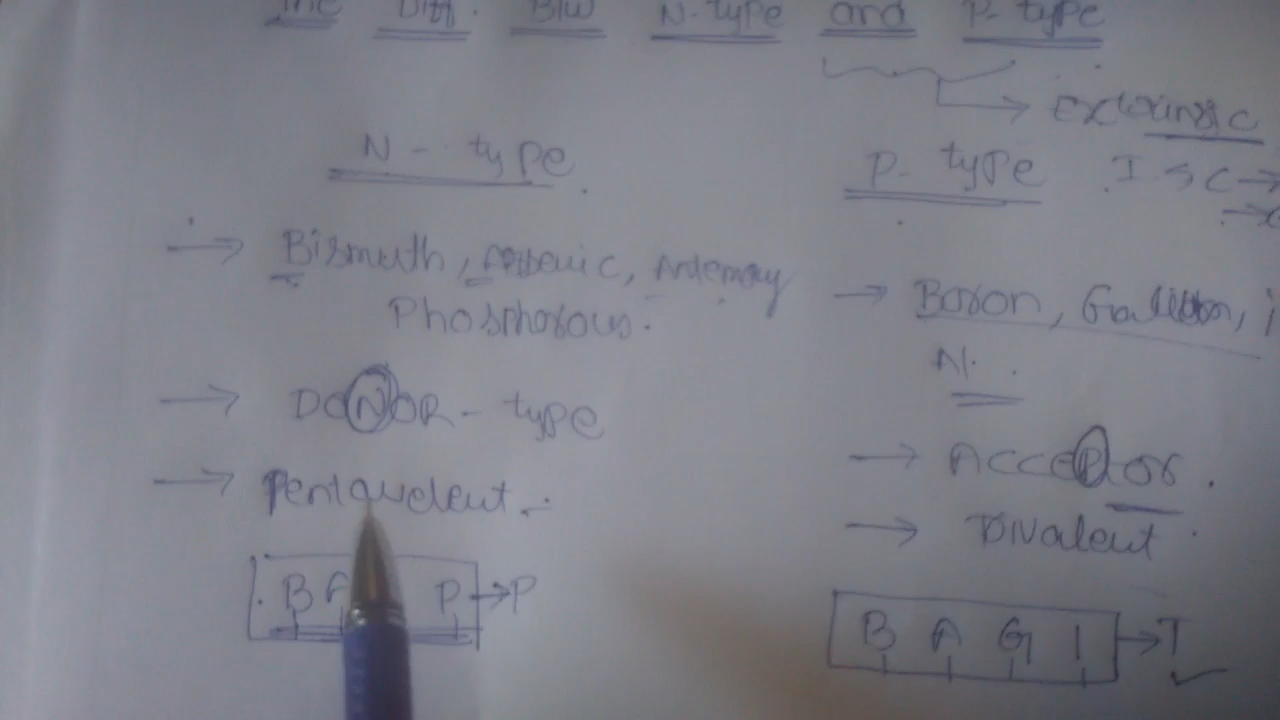 The Diff. B/w N-type and P-type
extrinsic
N-type
P-type I S C→
Bismuth, Arsenic, Antemony
Phosphorous.
Boron, Gallium, i
Al.
DONOR-type
ACCEPtor.
Pentavalent.
Trivalent
B A P → P
B A G I → T